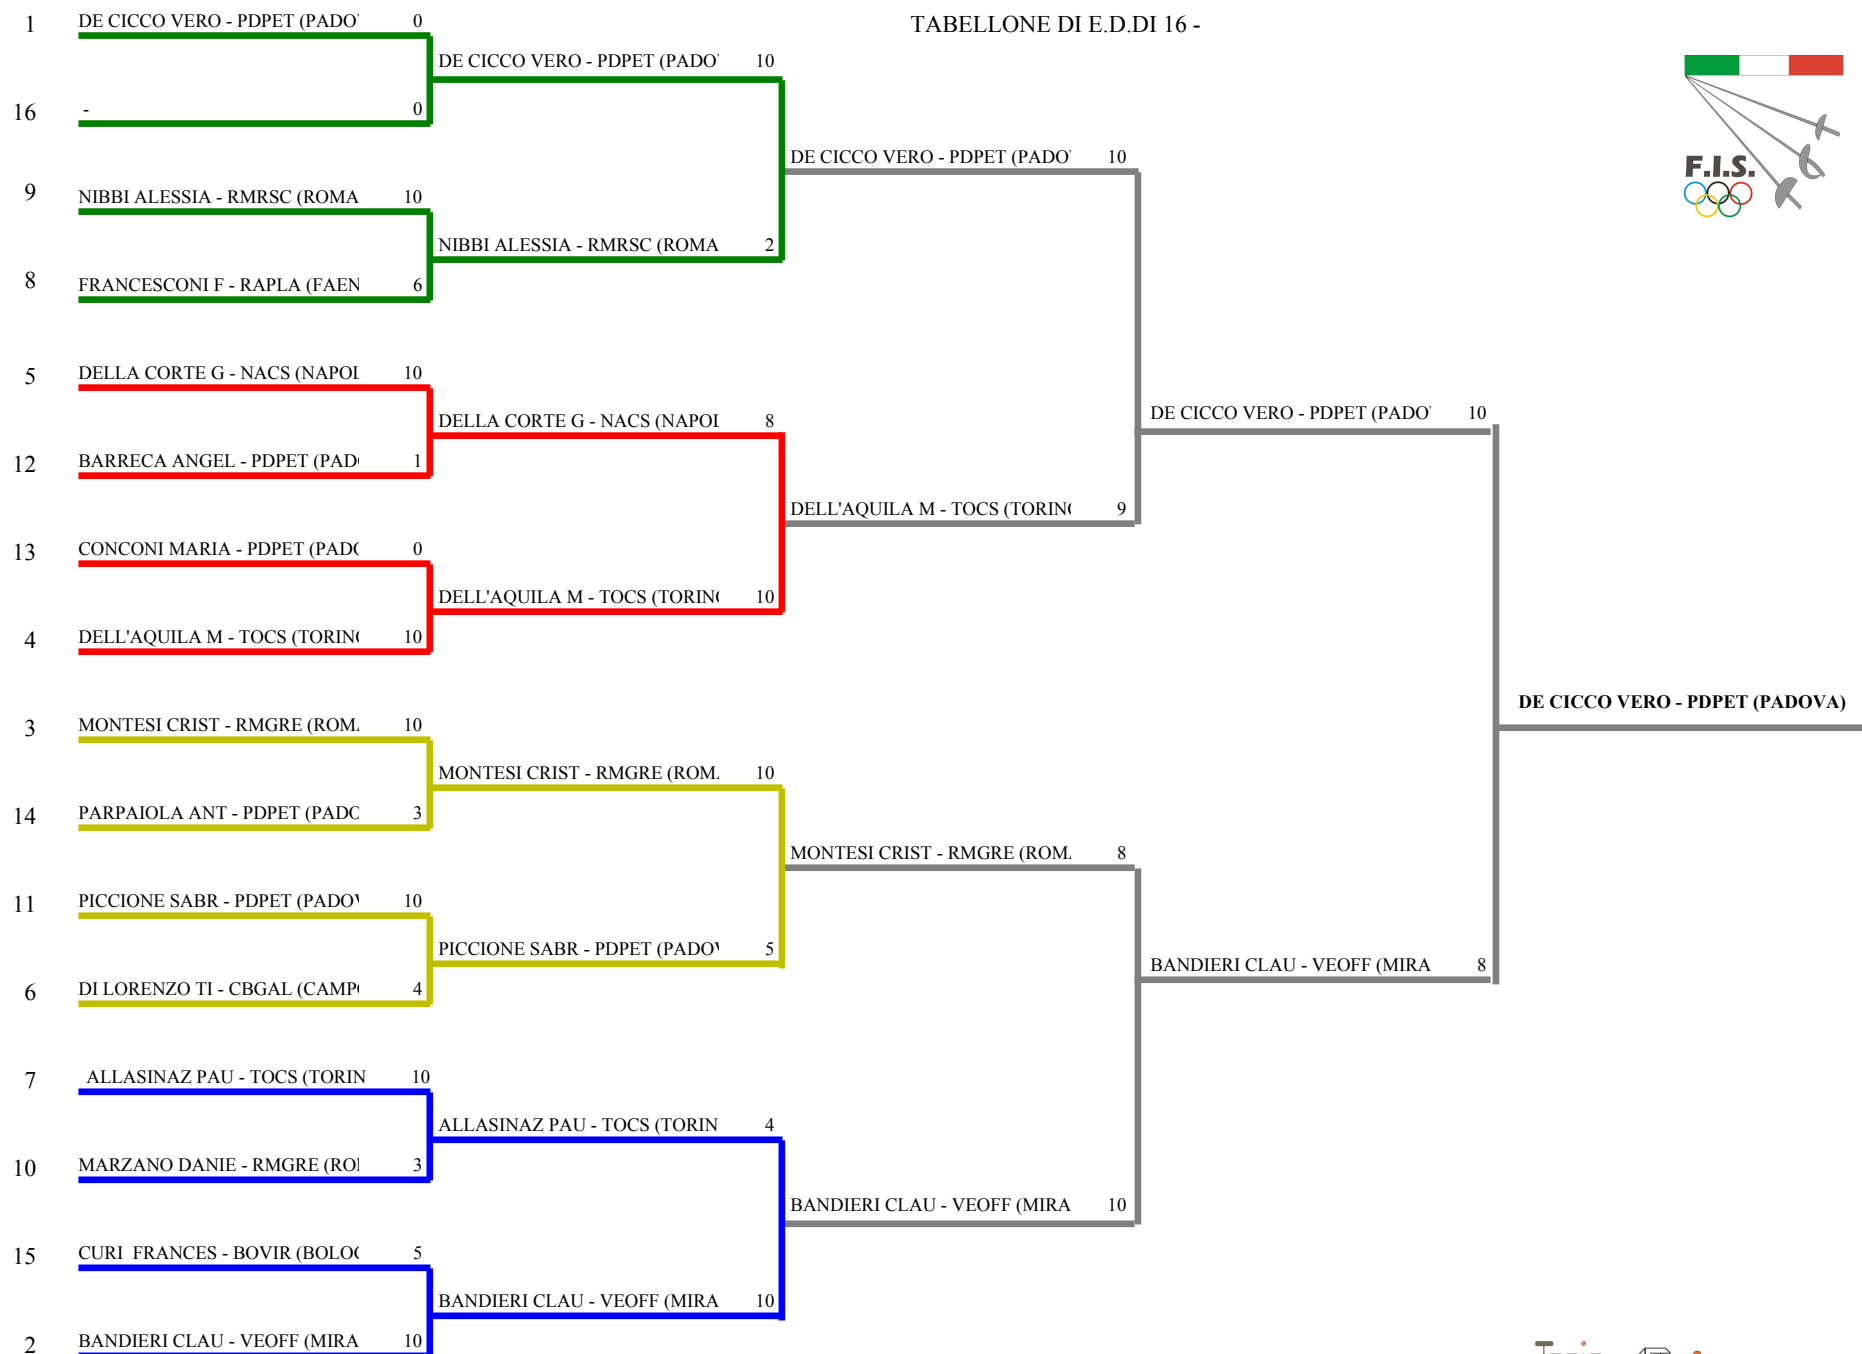 TABELLONE DI E.D.DI 16 -
F.I.S.
1 DE CICCO VERO - PDPET (PADO 0
DE CICCO VERO - PDPET (PADO 10
16 - 0
DE CICCO VERO - PDPET (PADO 10
9 NIBBI ALESSIA - RMRSC (ROMA 10
NIBBI ALESSIA - RMRSC (ROMA 2
8 FRANCESCONI F - RAPLA (FAEN 6
5 DELLA CORTE G - NACS (NAPOL 10
DE CICCO VERO - PDPET (PADO 10
DELLA CORTE G - NACS (NAPOL 8
12 BARRECA ANGEL - PDPET (PAD 1
DELL'AQUILA M - TOCS (TORIN 9
13 CONCONI MARIA - PDPET (PAD 0
DELL'AQUILA M - TOCS (TORIN 10
4 DELL'AQUILA M - TOCS (TORIN 10
DE CICCO VERO - PDPET (PADOVA)
3 MONTESI CRIST - RMGRE (ROM 10
MONTESI CRIST - RMGRE (ROM 10
14 PARPAIOLA ANT - PDPET (PADO 3
MONTESI CRIST - RMGRE (ROM 8
11 PICCIONE SABR - PDPET (PADOV 10
PICCIONE SABR - PDPET (PADOV 5
BANDIERI CLAU - VEOFF (MIRA 8
6 DI LORENZO TI - CBGAL (CAMP 4
7 ALLASINAZ PAU - TOCS (TORIN 10
ALLASINAZ PAU - TOCS (TORIN 4
10 MARZANO DANIE - RMGRE (RO 3
BANDIERI CLAU - VEOFF (MIRA 10
15 CURI FRANCES - BOVIR (BOLO 5
BANDIERI CLAU - VEOFF (MIRA 10
2 BANDIERI CLAU - VEOFF (MIRA 10